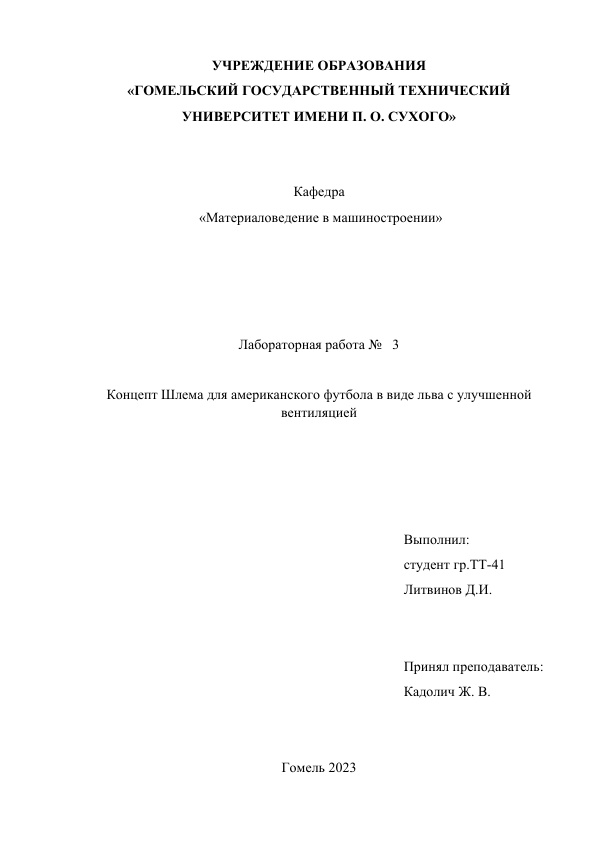 УЧРЕЖДЕНИЕ ОБРАЗОВАНИЯ
«ГОМЕЛЬСКИЙ ГОСУДАРСТВЕННЫЙ ТЕХНИЧЕСКИЙ
УНИВЕРСИТЕТ ИМЕНИ П. О. СУХОГО»
Кафедра
«Материаловедение в машиностроении»
Лабораторная работа № 3
Концепт Шлема для американского футбола в виде льва с улучшенной
вентиляцией
Выполнил:
студент гр.ТТ-41
Литвинов Д.И.
Принял преподаватель:
Кадолич Ж. В.
Гомель 2023